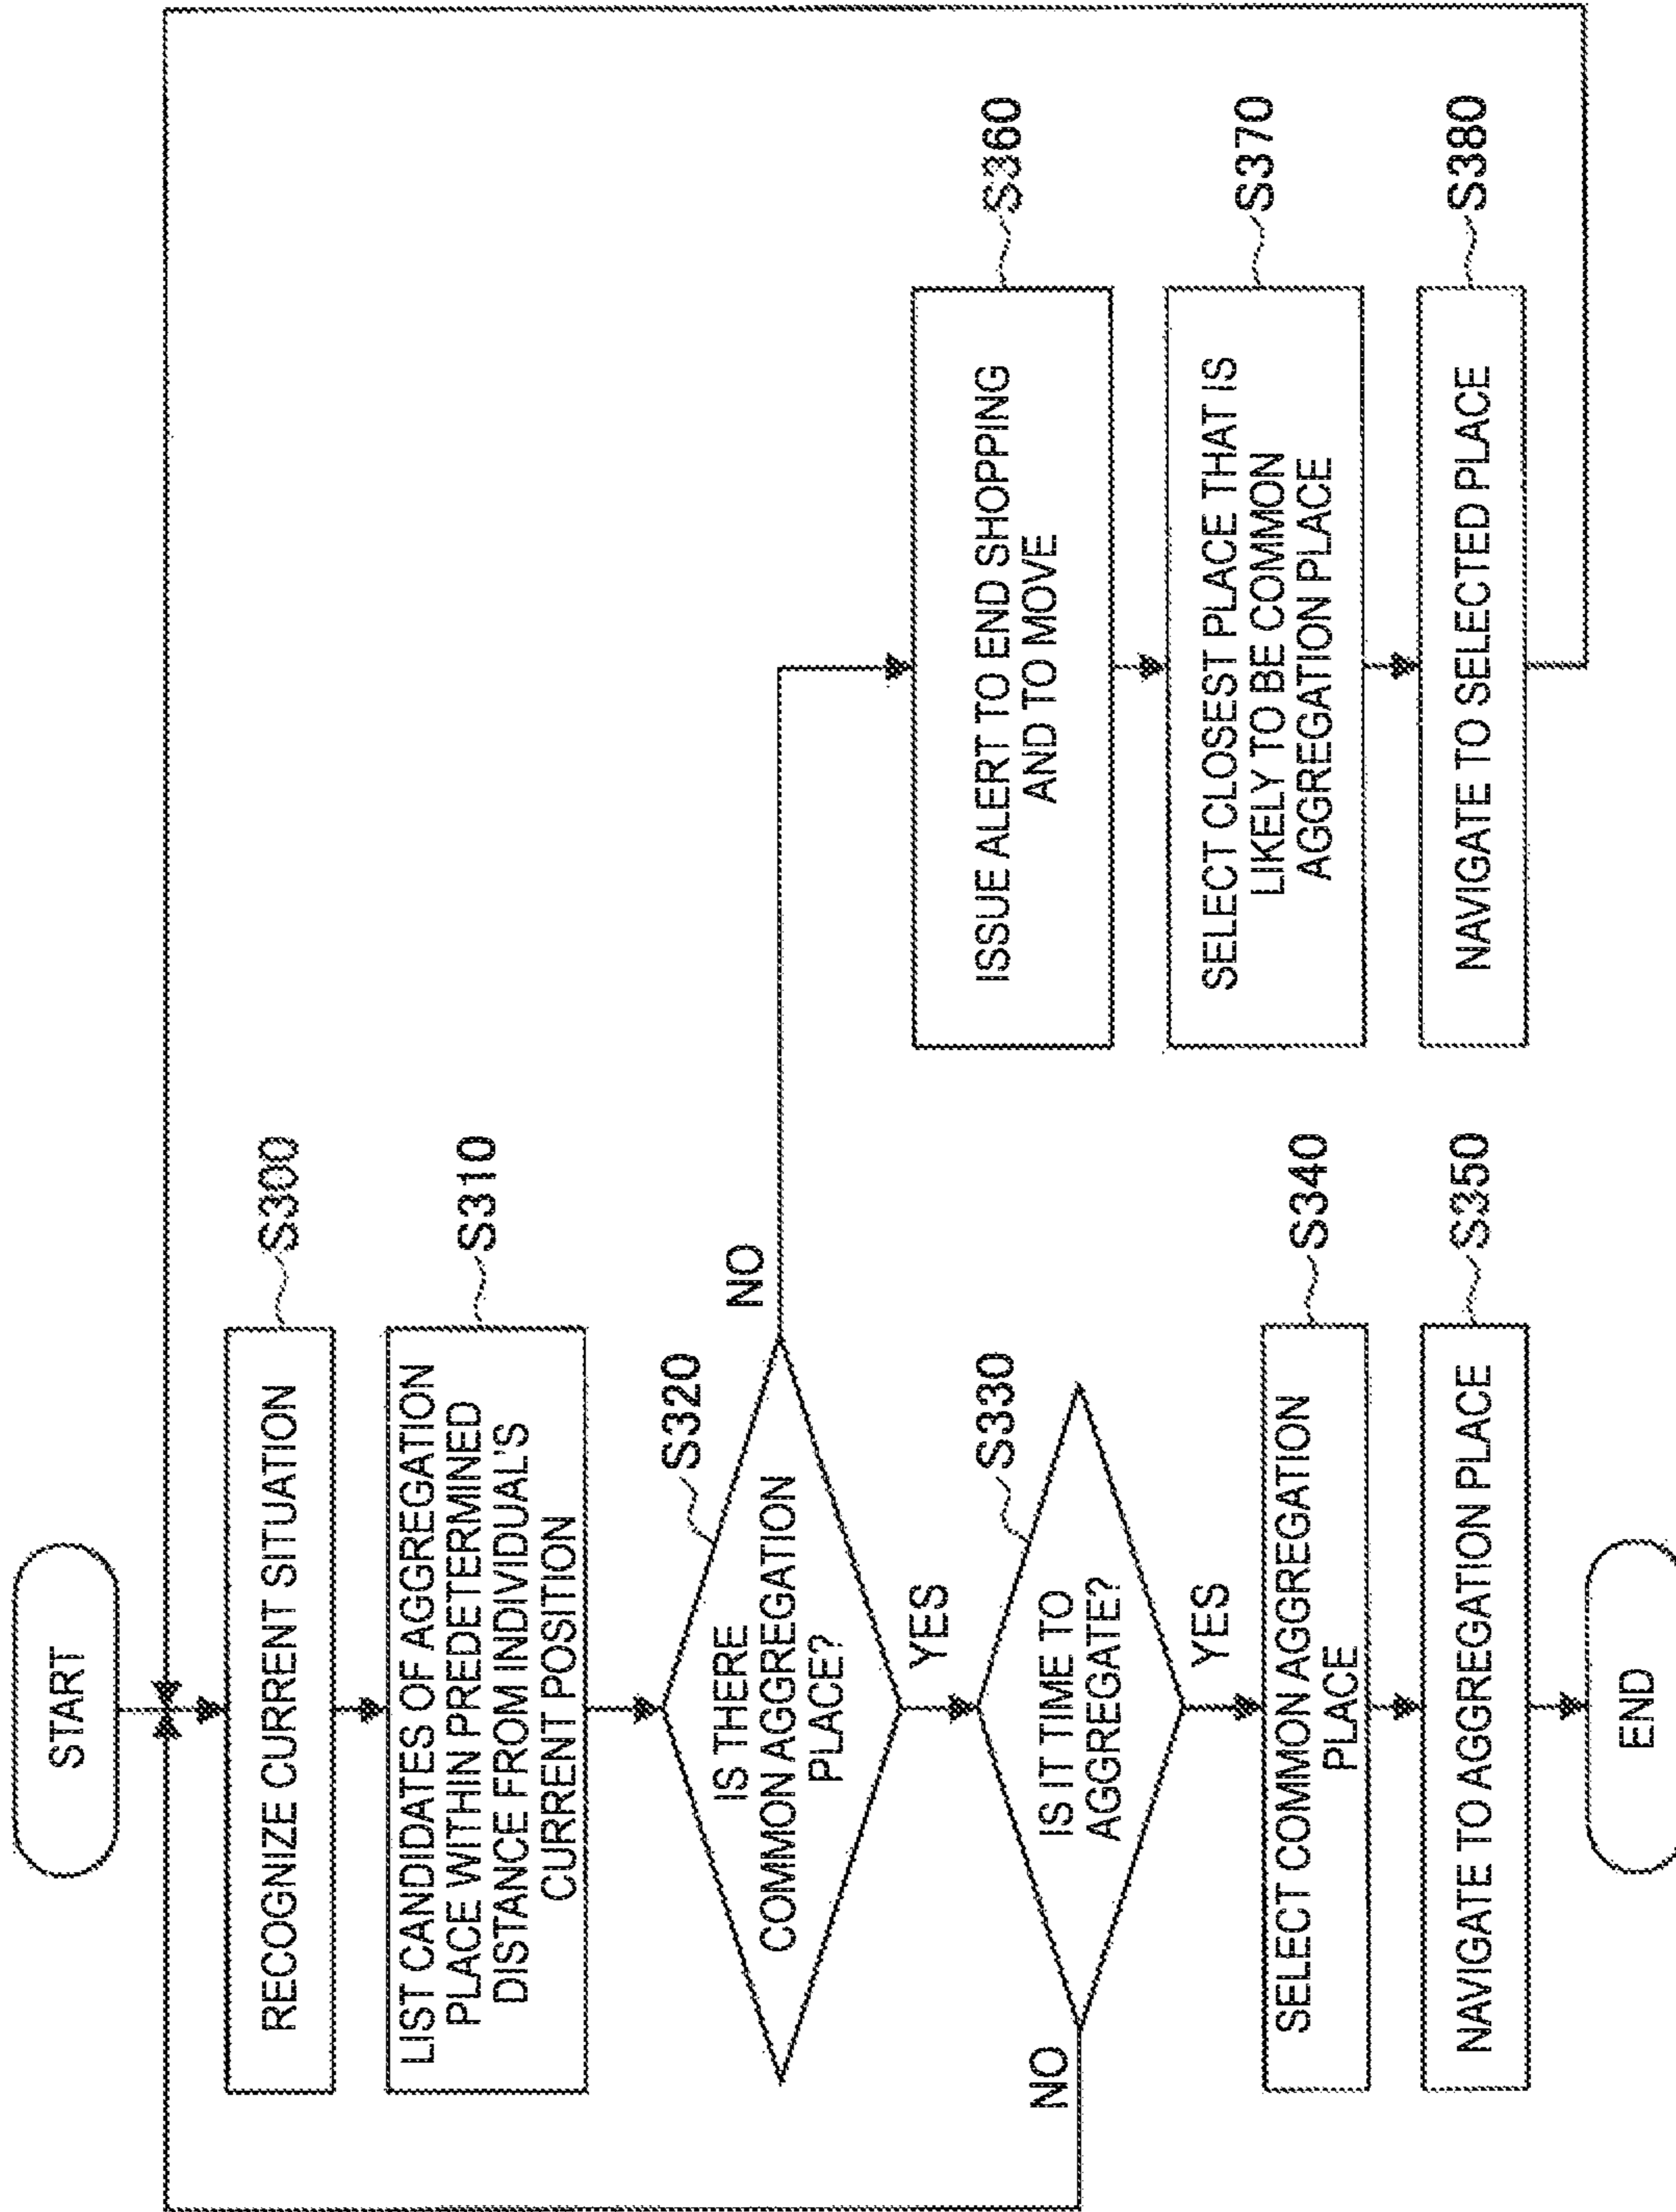 START
RECOGNIZE CURRENT SITUATION
S300
LIST CANDIDATES OF AGGREGATION
PLACE WITHIN PREDETERMINED
DISTANCE FROM INDIVIDUAL'S
CURRENT POSITION
S310
IS THERE
COMMON AGGREGATION
PLACE?
S320
NO
YES
IS IT TIME TO
AGGREGATE?
S330
NO
YES
SELECT COMMON AGGREGATION
PLACE
S340
NAVIGATE TO AGGREGATION PLACE
S350
END
ISSUE ALERT TO END SHOPPING
AND TO MOVE
S360
SELECT CLOSEST PLACE THAT IS
LIKELY TO BE COMMON
AGGREGATION PLACE
S370
NAVIGATE TO SELECTED PLACE
S380